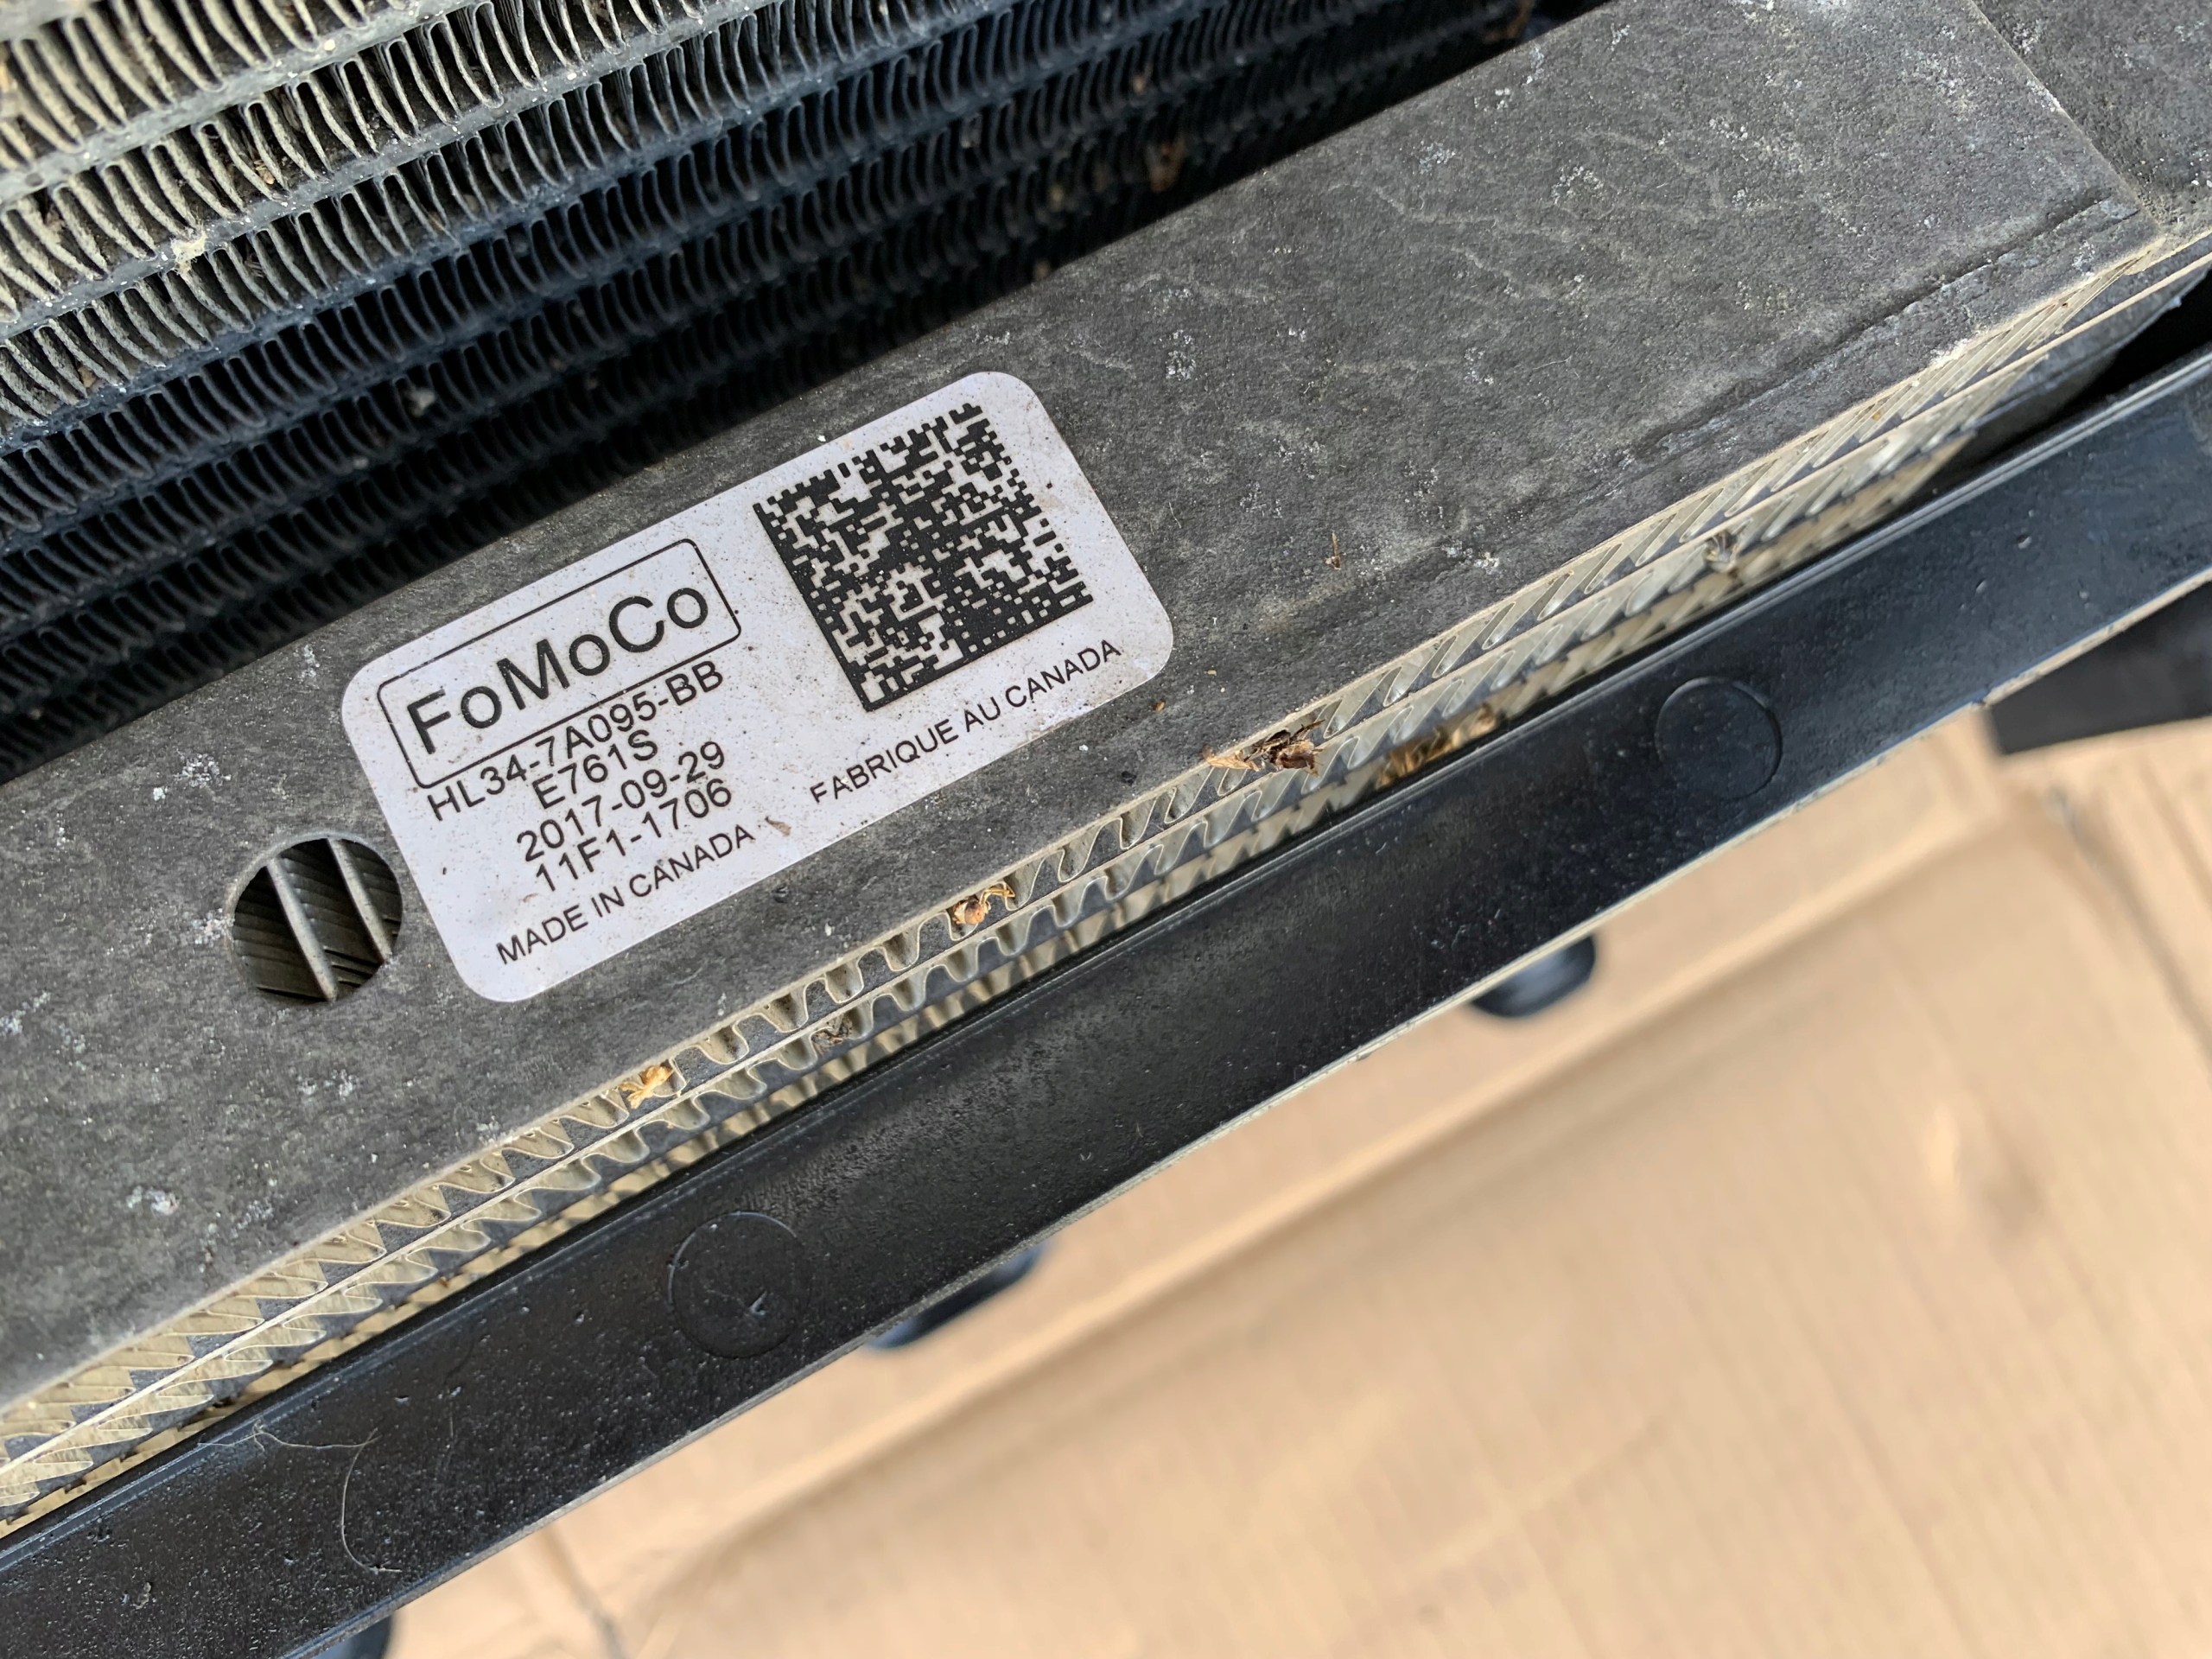 FoMoCo
HL34-7A095-BB
E761S
2017-09-29
11F1-1706
MADE IN CANADA
FABRIQUE AU CANADA